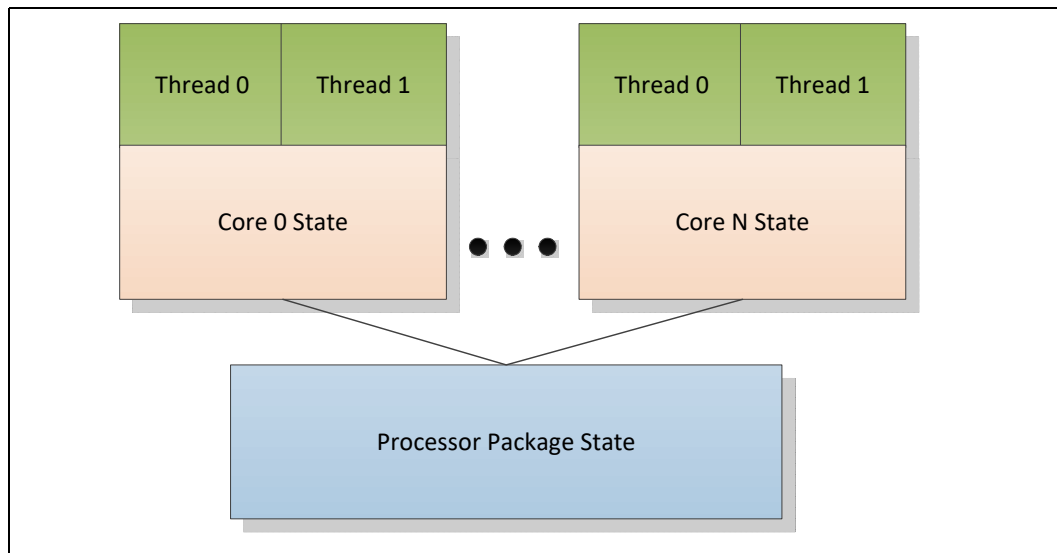 Thread 0 Thread 1 Thread 0 Thread 1
Core 0 State Core N State
Processor Package State